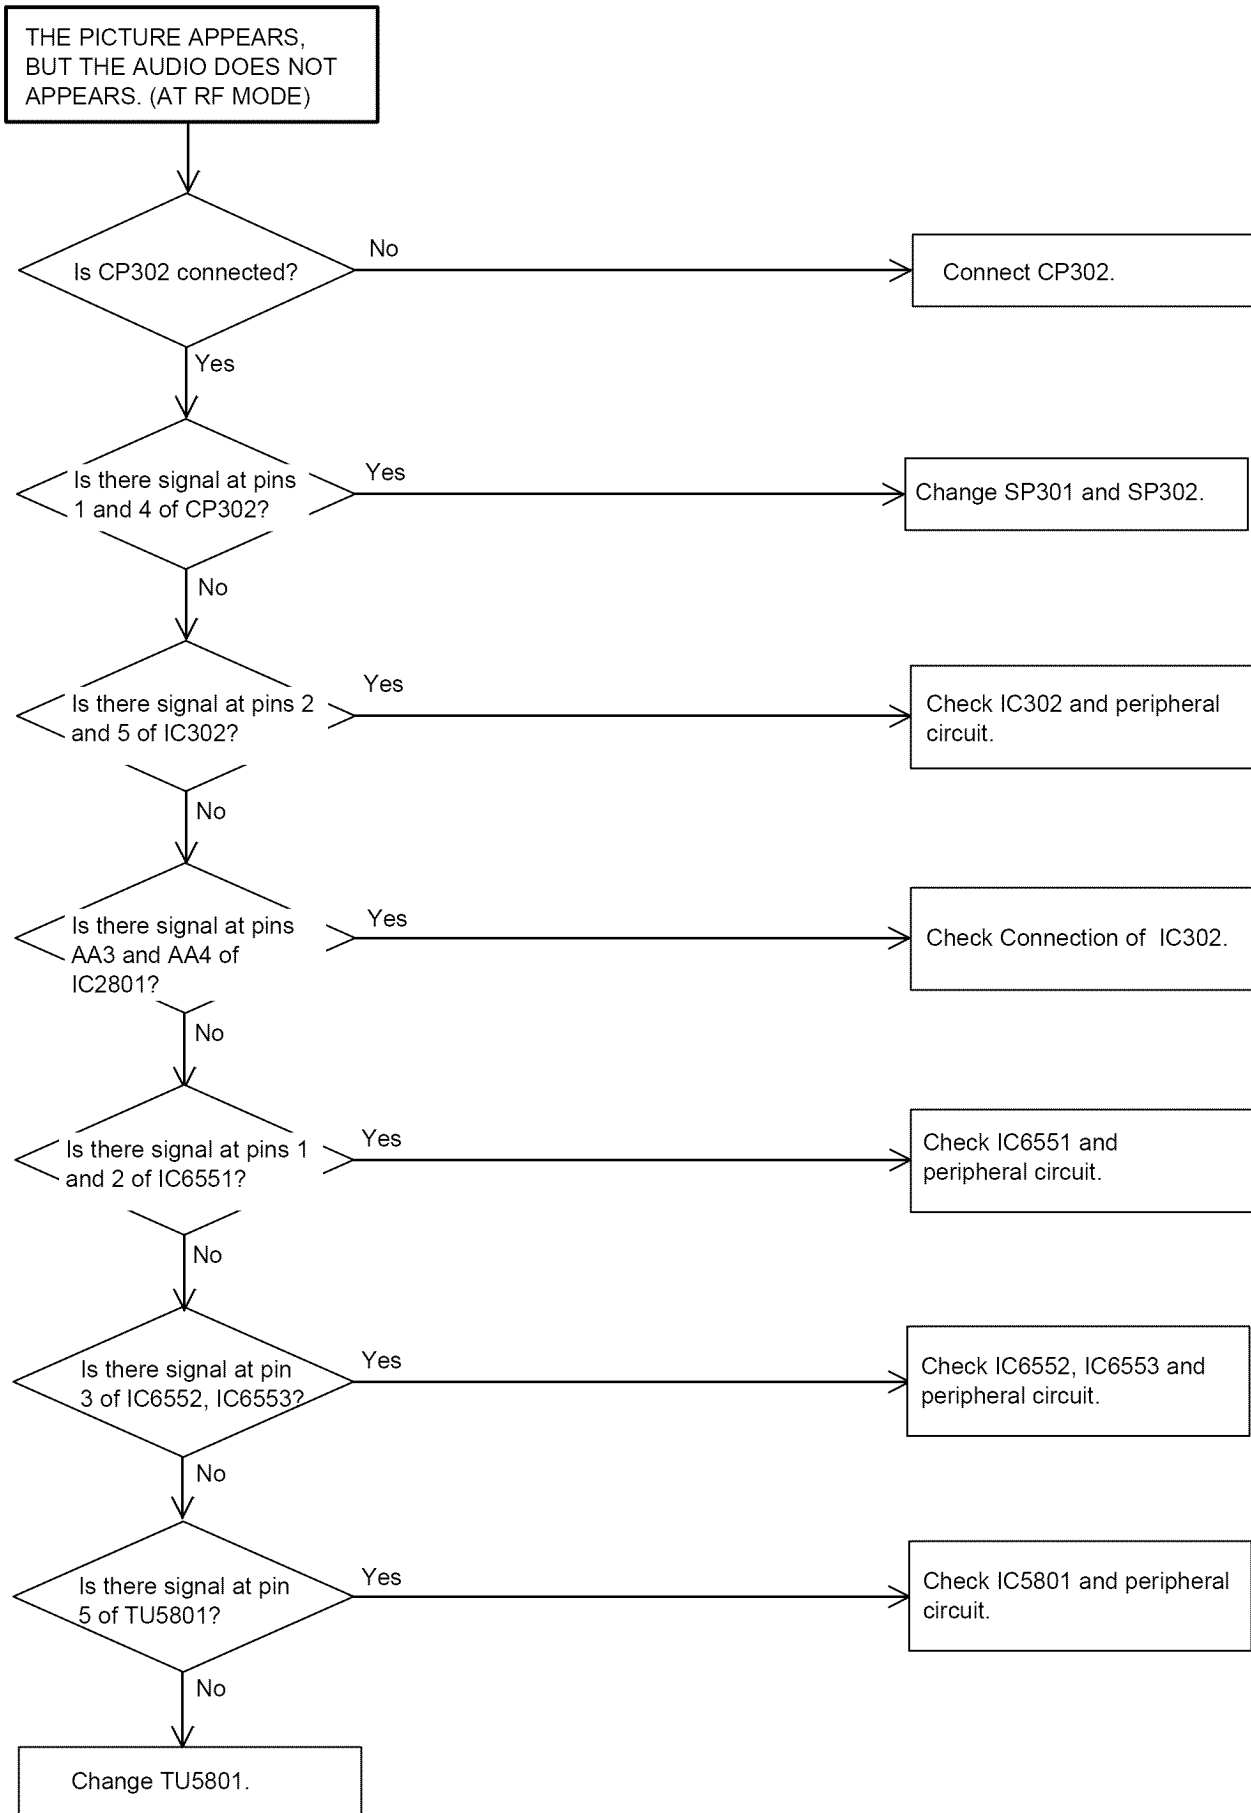 THE PICTURE APPEARS,
BUT THE AUDIO DOES NOT
APPEARS. (AT RF MODE)
Is CP302 connected?
No
Connect CP302.
Yes
Is there signal at pins
1 and 4 of CP302?
Yes
Change SP301 and SP302.
No
Is there signal at pins 2
and 5 of IC302?
Yes
Check IC302 and peripheral
circuit.
No
Is there signal at pins
AA3 and AA4 of
IC2801?
Yes
Check Connection of  IC302.
No
Is there signal at pins 1
and 2 of IC6551?
Yes
Check IC6551 and
peripheral circuit.
No
Is there signal at pin
3 of IC6552, IC6553?
Yes
Check IC6552, IC6553 and
peripheral circuit.
No
Is there signal at pin
5 of TU5801?
Yes
Check IC5801 and peripheral
circuit.
No
Change TU5801.